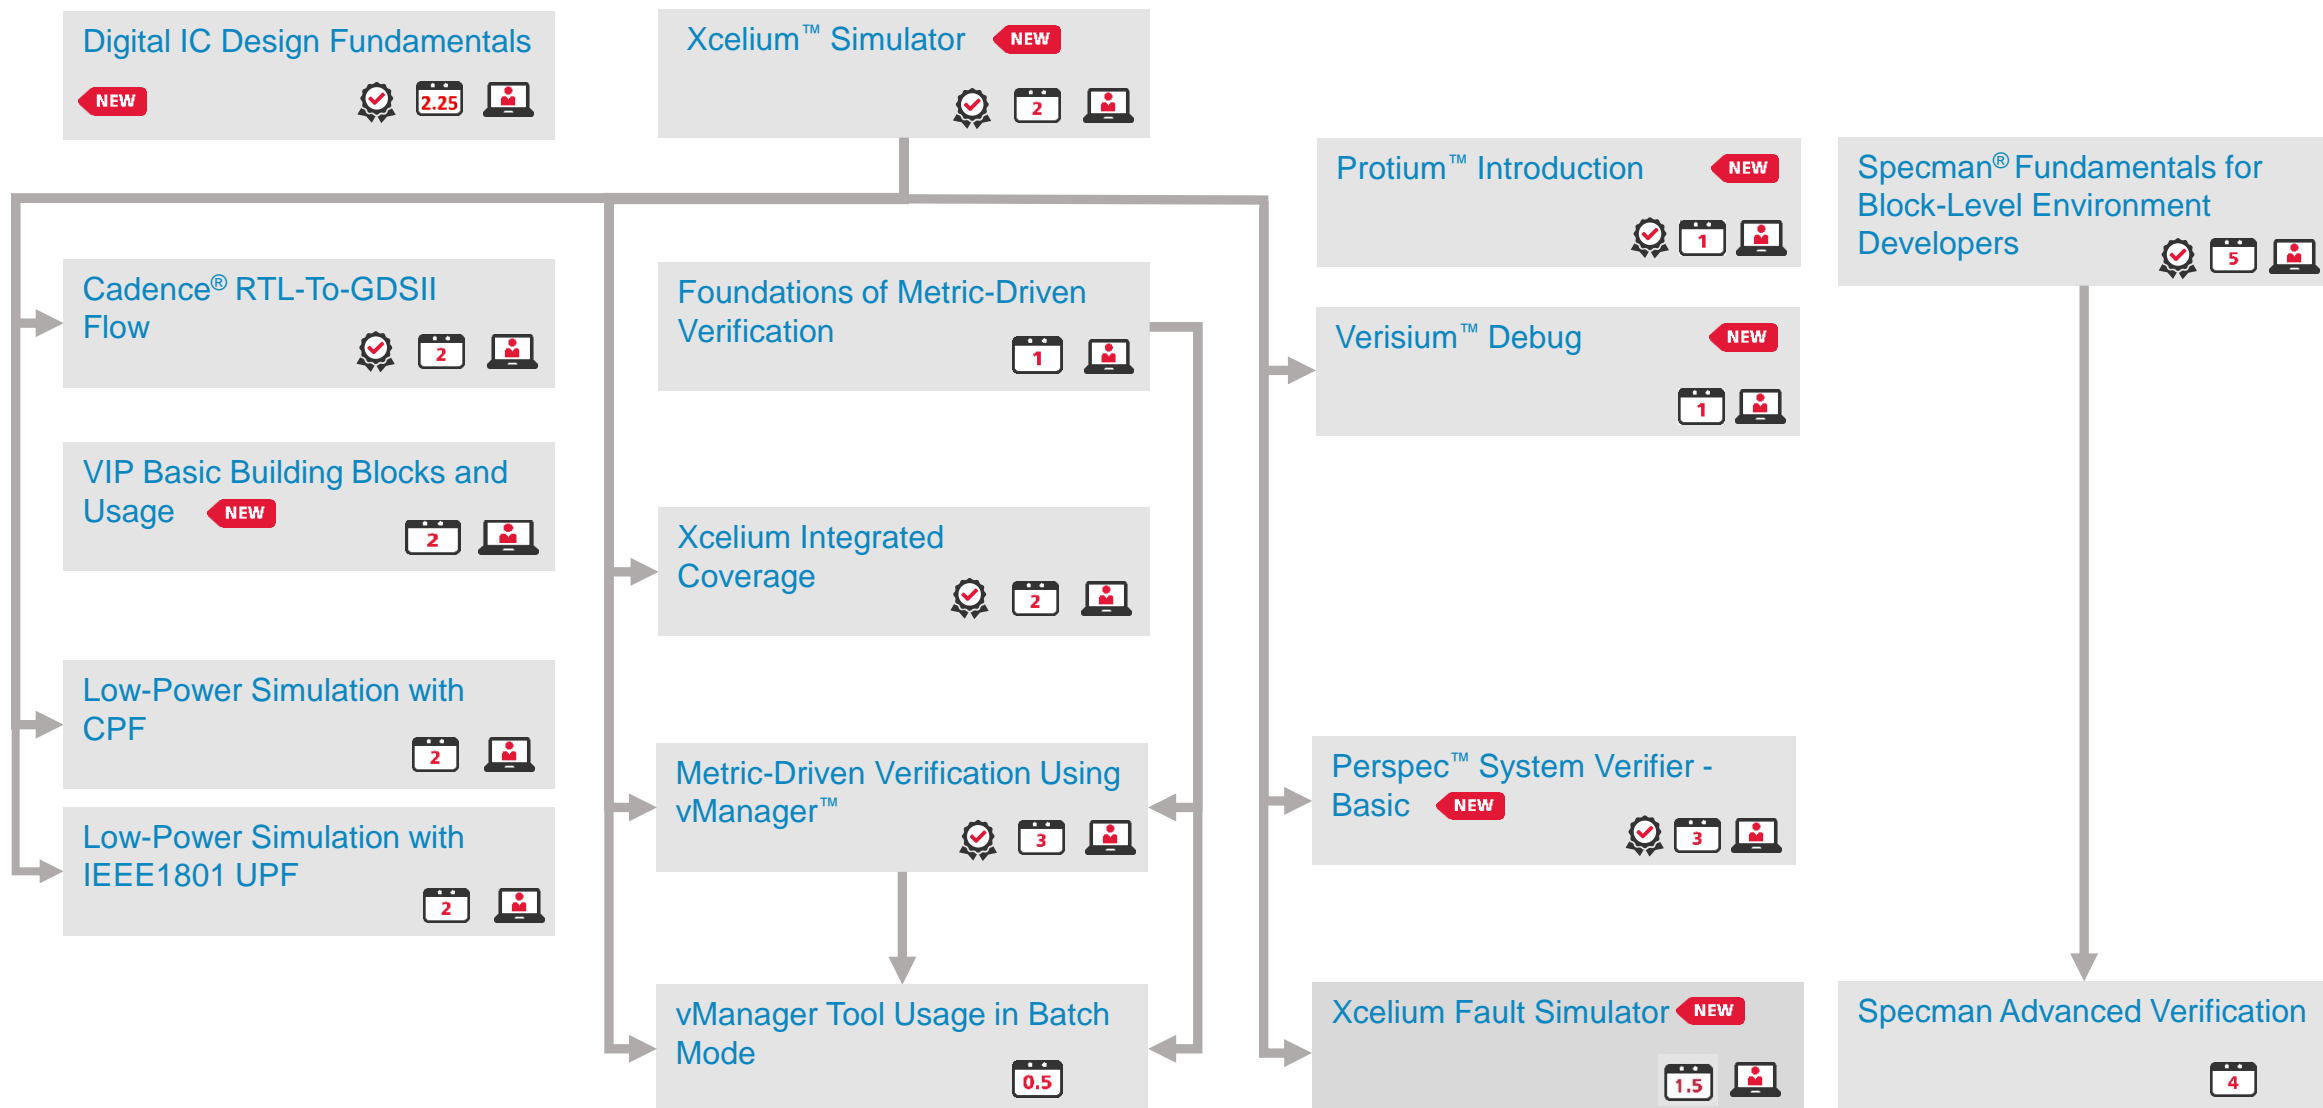 Digital IC Design Fundamentals
NEW
2.25
Xcelium™ Simulator NEW
2
Protium™ Introduction NEW
1
Specman® Fundamentals for
Block-Level Environment
Developers
5
Cadence® RTL-To-GDSII
Flow
2
Foundations of Metric-Driven
Verification
1
Verisium™ Debug NEW
1
VIP Basic Building Blocks and
Usage NEW
2
Xcelium Integrated
Coverage
2
Low-Power Simulation with
CPF
2
Metric-Driven Verification Using
vManager™
3
Perspec™ System Verifier -
Basic NEW
3
Low-Power Simulation with
IEEE1801 UPF
2
vManager Tool Usage in Batch
Mode
0.5
Xcelium Fault Simulator NEW
1.5
Specman Advanced Verification
4